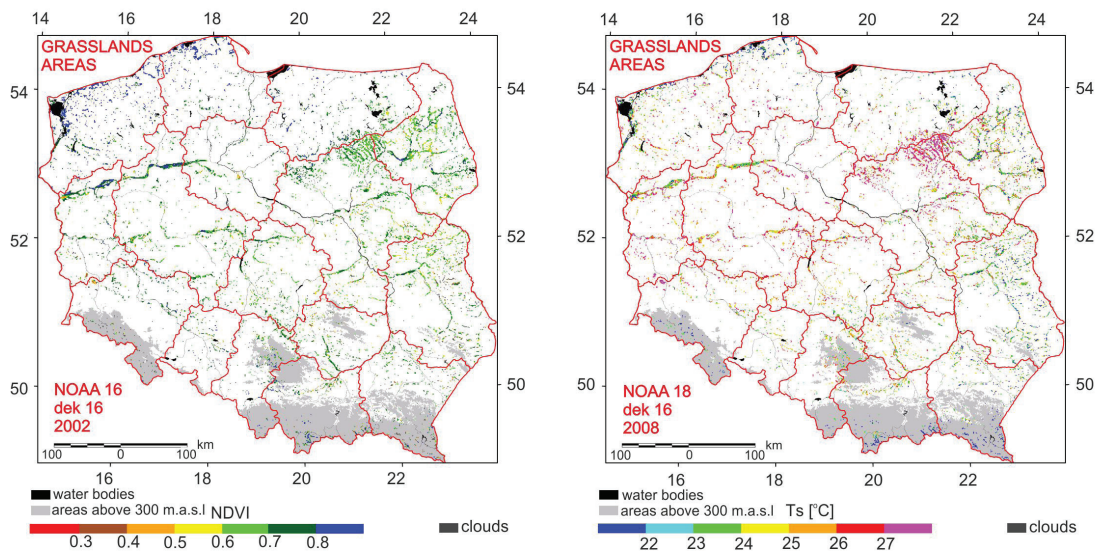 14 16 18 20 22 24
GRASSLANDS
AREAS
54
52
50
54
52
50
NOAA 16
dek 16
2002
100 0 100 km
16 18 20 22
water bodies
areas above 300 m.a.s.l NDVI
0.3 0.4 0.5 0.6 0.7 0.8
clouds
14 16 18 20 22 24
GRASSLANDS
AREAS
54
52
50
54
52
50
NOAA 18
dek 16
2008
100 0 100 km
16 18 20 22
water bodies
areas above 300 m.a.s.l Ts [°C]
22 23 24 25 26 27
clouds